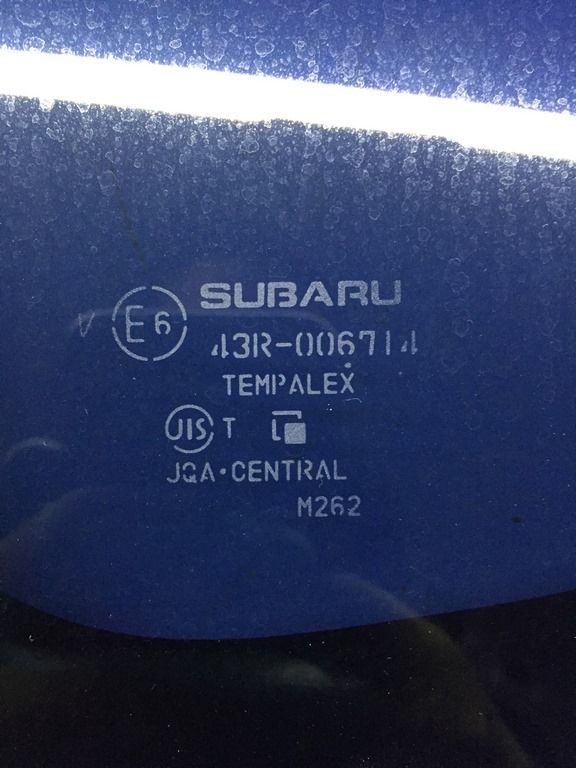 SUBARU
E6
43R-006714
TEMPALEX
JIS T
JQA·CENTRAL
M262